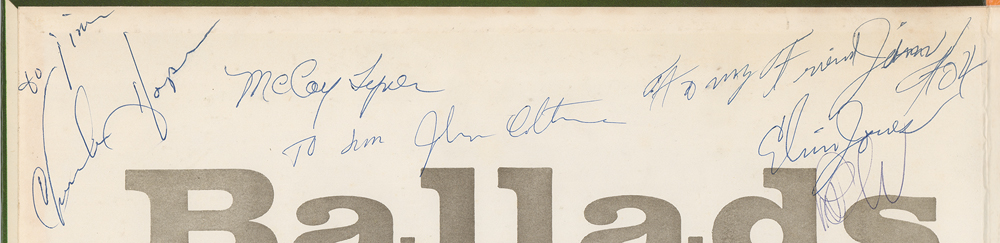 to Jim
McCoy Tyner
To Jim John Coltrane
To my Friend Jim
Elvin Jones
Ballads